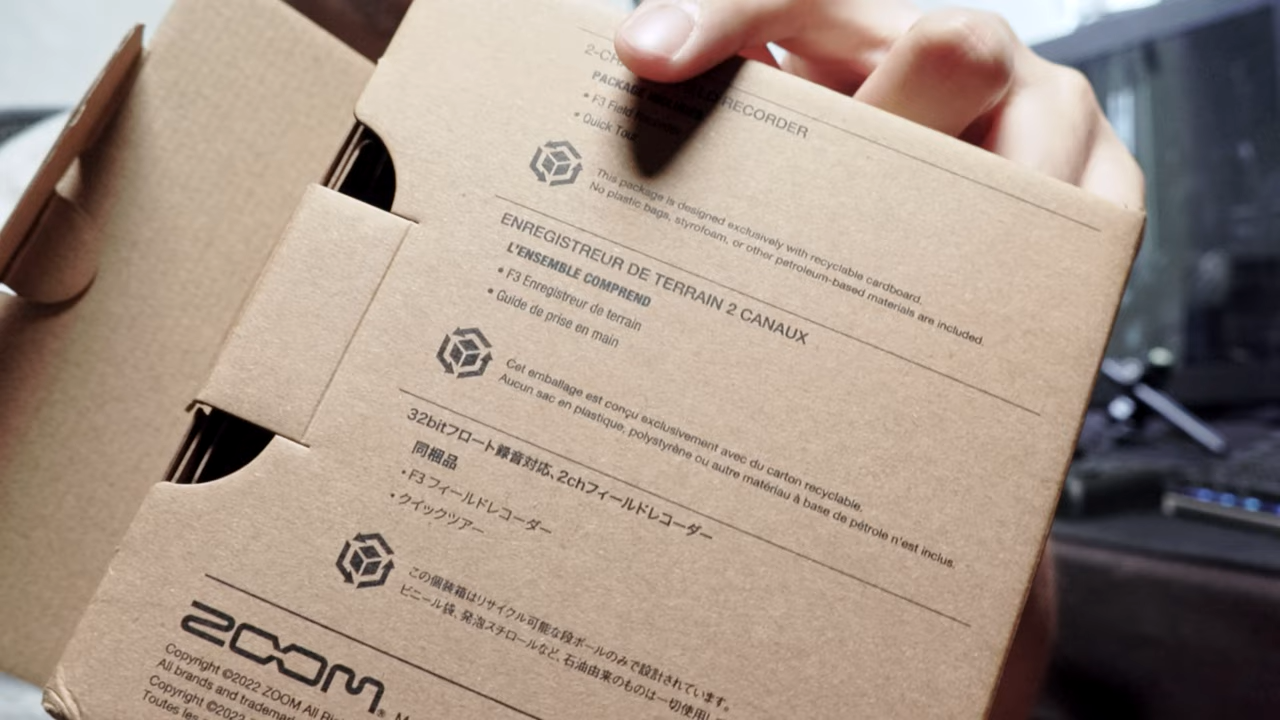 RECORDER
• F3 Field
• Quick Tour
This package is designed exclusively with recyclable cardboard.
No plastic bags, styrofoam, or other petroleum-based materials are included.
ENREGISTREUR DE TERRAIN 2 CANAUX
L'ENSEMBLE COMPREND
• F3 Enregistreur de terrain
• Guide de prise en main
Cet emballage est conçu exclusivement avec du carton recyclable.
Aucun sac en plastique, polystyrène ou autre matériau à base de pétrole n'est inclus.
32bitフロート録音対応、2chフィールドレコーダー
同梱品
・F3 フィールドレコーダー
・クイックツアー
この個装箱はリサイクル可能な段ボールのみで設計されています。
ビニール袋、発泡スチロールなど、石油由来のものは一切使用し
ZOOM®
Copyright ©2022 ZOOM All
All brands and
Copyright ©2022
Toutes les